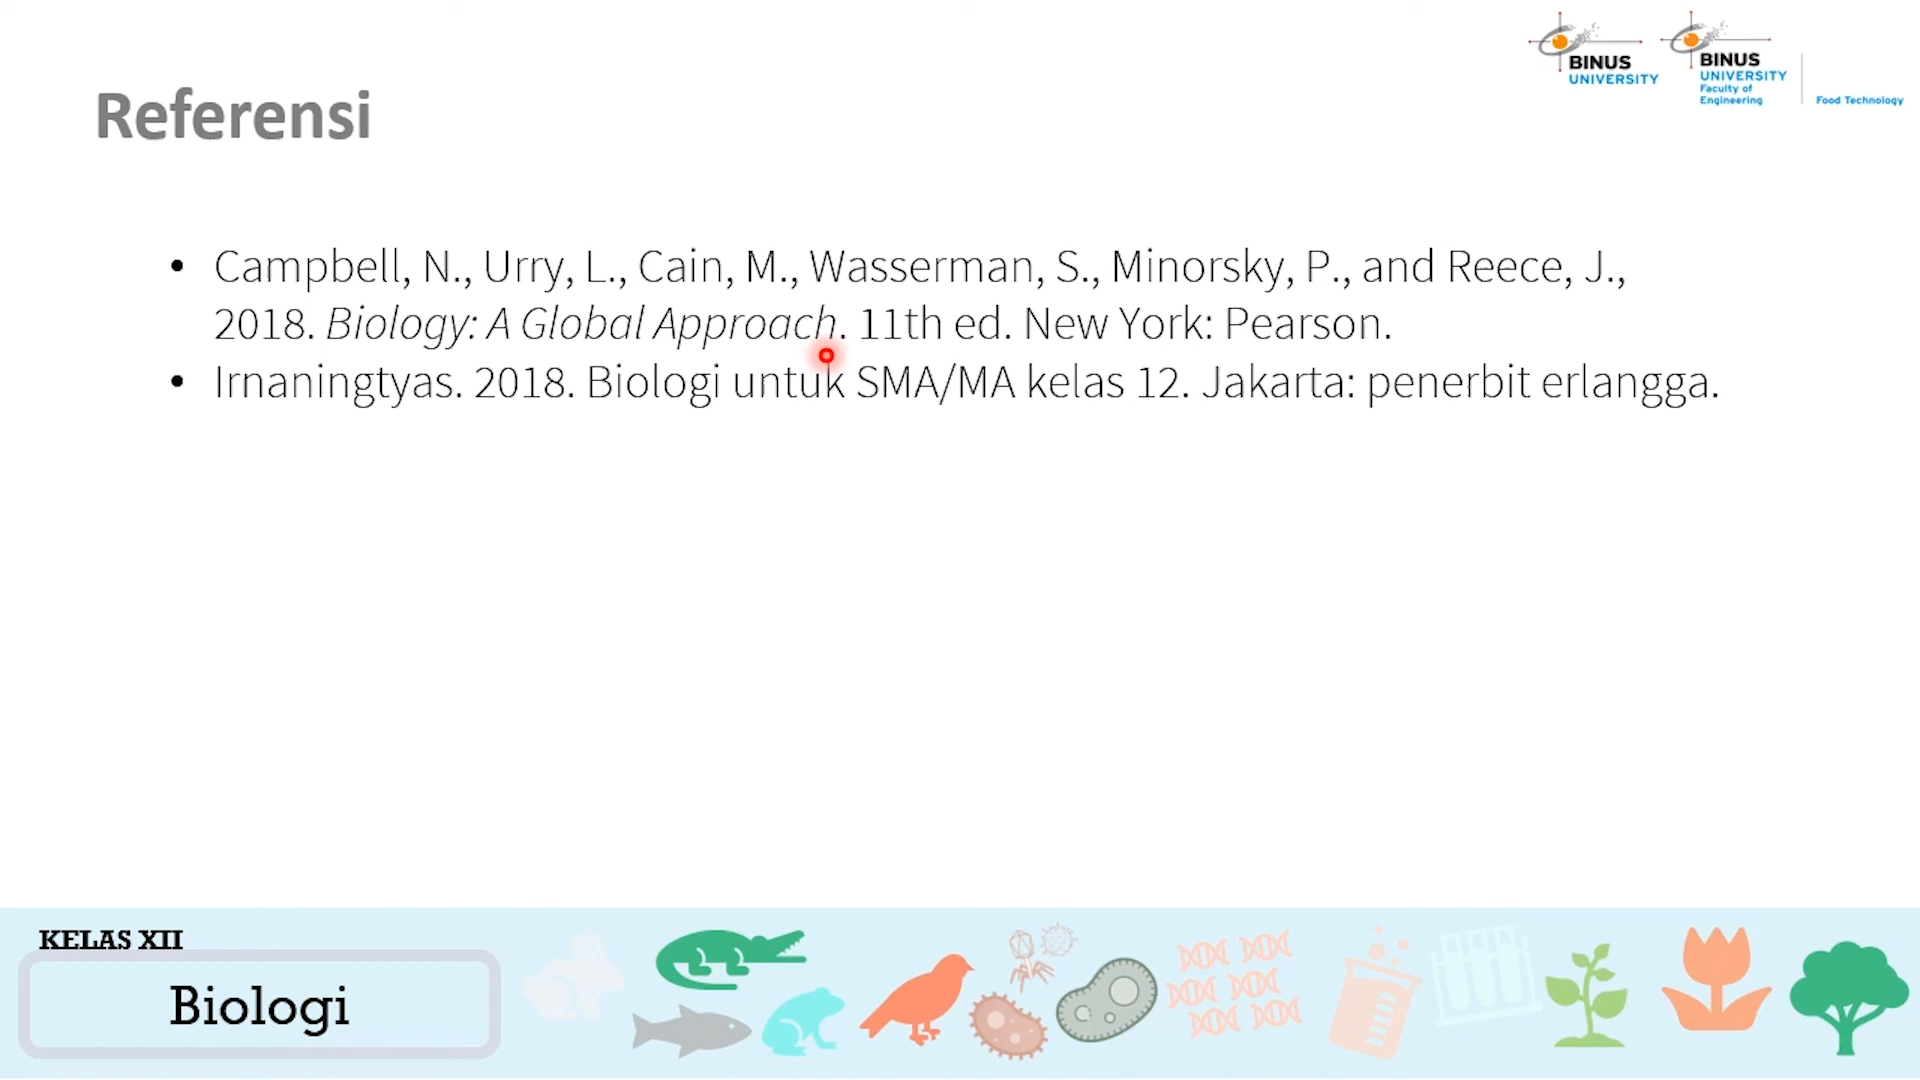 BINUS
UNIVERSITY
BINUS
UNIVERSITY
Faculty of
Engineering
Food Technology
Referensi
• Campbell, N., Urry, L., Cain, M., Wasserman, S., Minorsky, P., and Reece, J.,
2018. Biology: A Global Approach. 11th ed. New York: Pearson.
• Irnaningtyas. 2018. Biologi untuk SMA/MA kelas 12. Jakarta: penerbit erlangga.
KELAS XII
Biologi